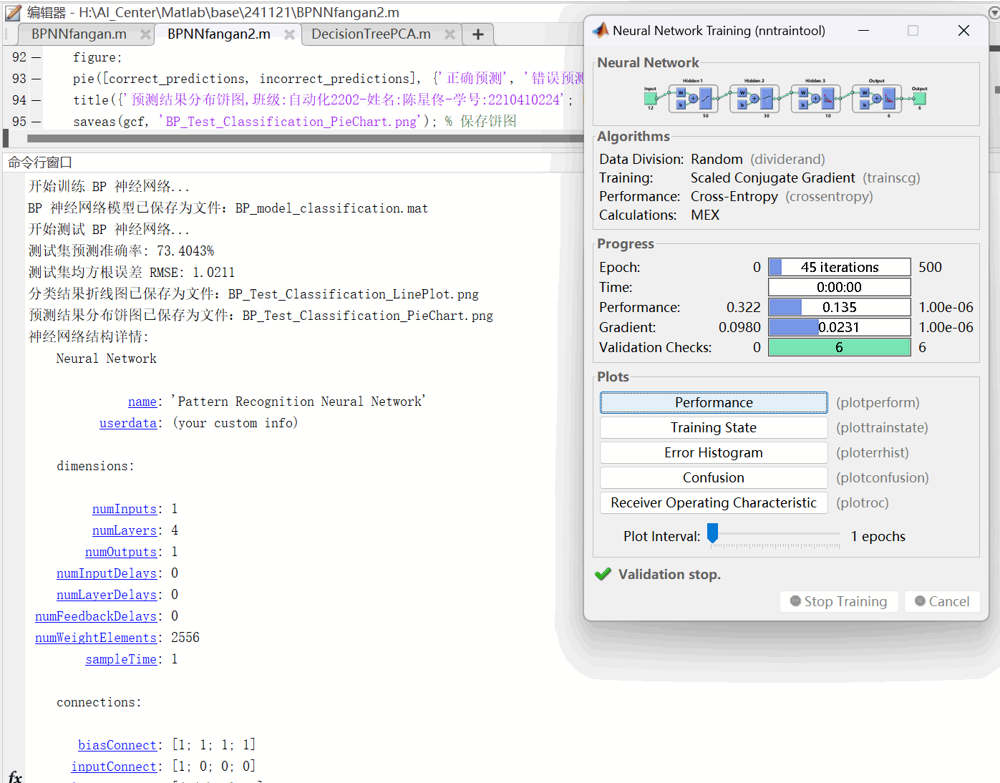 编辑器 - H:\AI_Center\Matlab\base\241121\BPNNfangan2.m
BPNNfangan.m
BPNNfangan2.m
DecisionTreePCA.m
92 — figure;
93 — pie([correct_predictions, incorrect_predictions], {'正确预测', '错误预测
94 — title({'预测结果分布饼图,班级:自动化2202-姓名:陈星佟-学号:2210410224';
95 — saveas(gcf, 'BP_Test_Classification_PieChart.png'); % 保存饼图
命令行窗口
开始训练 BP 神经网络...
BP 神经网络模型已保存为文件: BP_model_classification.mat
开始测试 BP 神经网络...
测试集预测准确率: 73.4043%
测试集均方根误差 RMSE: 1.0211
分类结果折线图已保存为文件: BP_Test_Classification_LinePlot.png
预测结果分布饼图已保存为文件: BP_Test_Classification_PieChart.png
神经网络结构详情:
Neural Network
name: 'Pattern Recognition Neural Network'
userdata: (your custom info)
dimensions:
numInputs: 1
numLayers: 4
numOutputs: 1
numInputDelays: 0
numLayerDelays: 0
numFeedbackDelays: 0
numWeightElements: 2556
sampleTime: 1
connections:
biasConnect: [1; 1; 1; 1]
inputConnect: [1; 0; 0; 0]
fx
Neural Network Training (nntraintool)
Neural Network
Input
Hidden 1
Hidden 2
Hidden 3
Output
Output
W
b
W
b
W
b
W
b
12
50
30
10
6
6
Algorithms
Data Division: Random (dividerand)
Training: Scaled Conjugate Gradient (trainscg)
Performance: Cross-Entropy (crossentropy)
Calculations: MEX
Progress
Epoch: 0 45 iterations 500
Time: 0:00:00
Performance: 0.322 0.135 1.00e-06
Gradient: 0.0980 0.0231 1.00e-06
Validation Checks: 0 6 6
Plots
Performance (plotperform)
Training State (plottrainstate)
Error Histogram (ploterrhist)
Confusion (plotconfusion)
Receiver Operating Characteristic (plotroc)
Plot Interval: 1 epochs
Validation stop.
Stop Training
Cancel